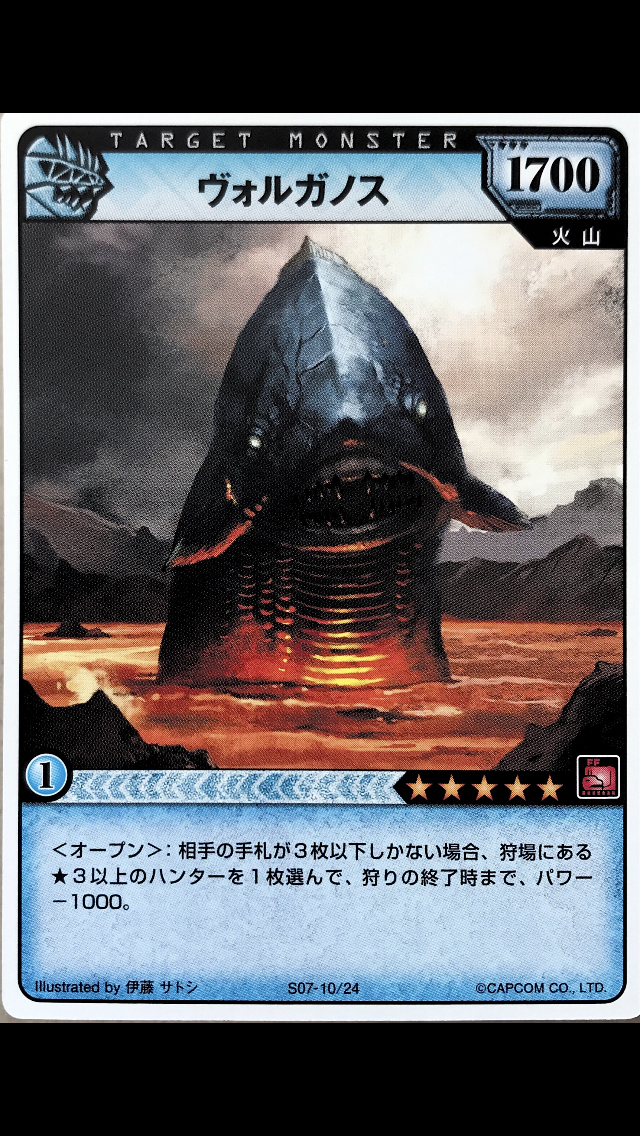 TARGET MONSTER
ヴォルガノス
1700
火山
1
FF
＜オープン＞：相手の手札が３枚以下しかない場合、狩場にある
★３以上のハンターを１枚選んで、狩りの終了時まで、パワー
－1000。
Illustrated by 伊藤 サトシ
S07-10/24
©CAPCOM CO., LTD.